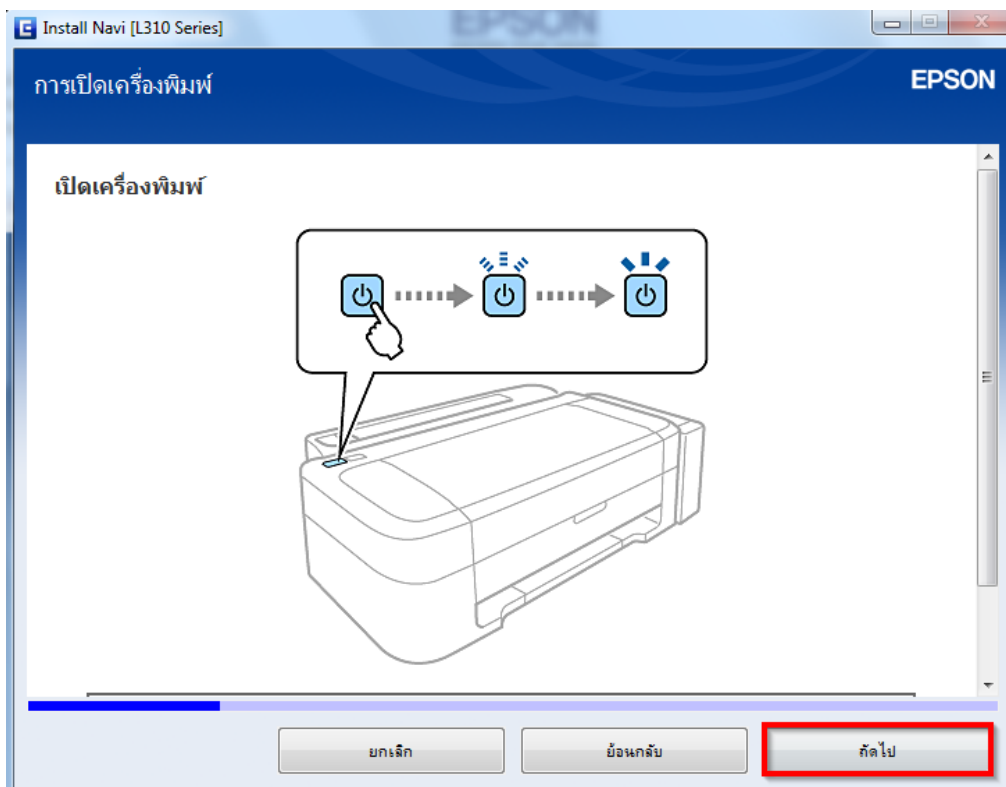 Install Navi [L310 Series]
EPSON
การเปิดเครื่องพิมพ์
EPSON
เปิดเครื่องพิมพ์
ยกเลิก
ย้อนกลับ
ถัดไป